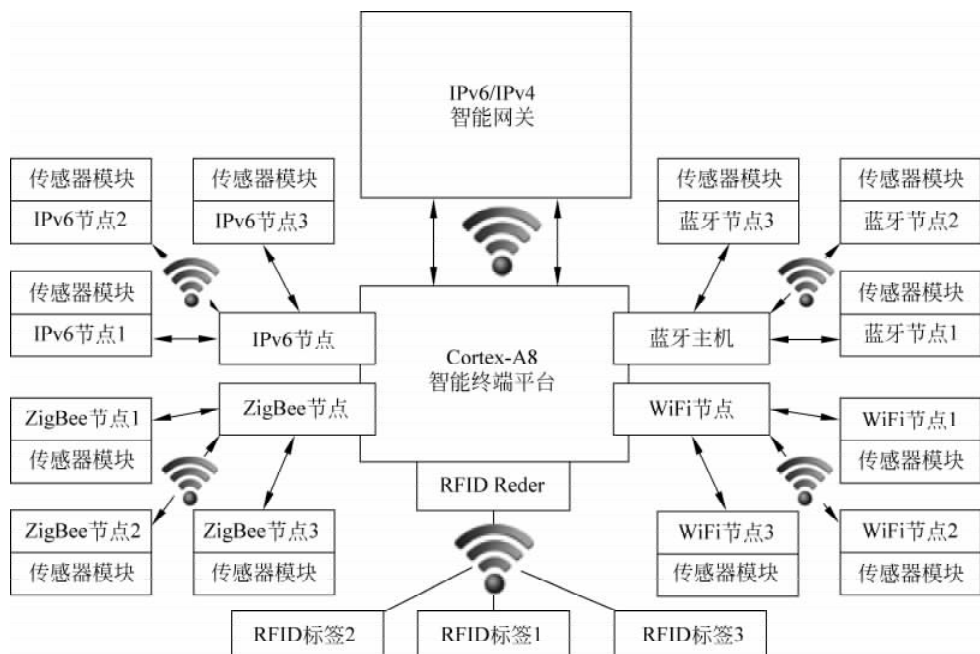 IPv6/IPv4
智能网关
传感器模块
IPv6节点2
传感器模块
IPv6节点3
传感器模块
蓝牙节点3
传感器模块
蓝牙节点2
传感器模块
IPv6节点1
传感器模块
蓝牙节点1
IPv6节点
Cortex-A8
智能终端平台
蓝牙主机
ZigBee节点
WiFi节点
ZigBee节点1
传感器模块
WiFi节点1
传感器模块
RFID Reder
ZigBee节点2
传感器模块
ZigBee节点3
传感器模块
WiFi节点3
传感器模块
WiFi节点2
传感器模块
RFID标签2
RFID标签1
RFID标签3